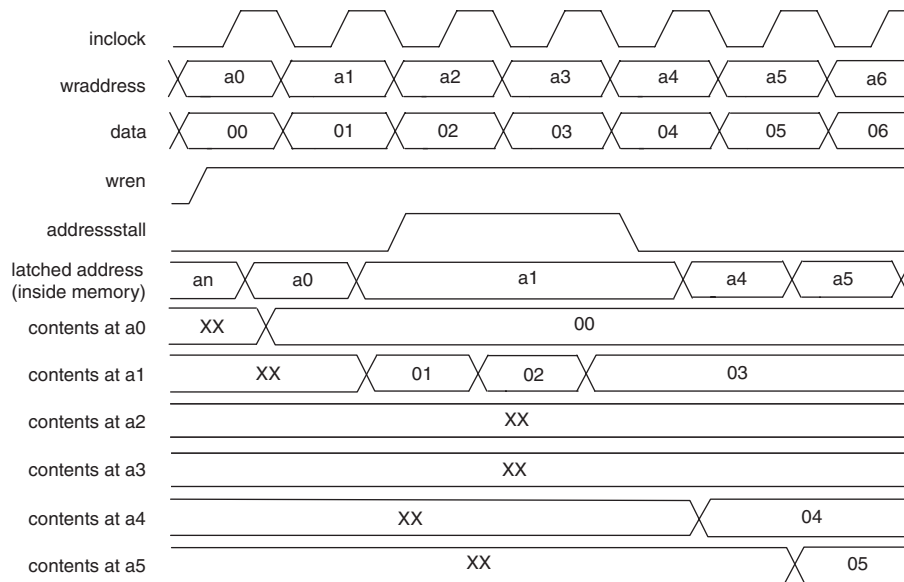 inclock
wraddress a0 a1 a2 a3 a4 a5 a6
data 00 01 02 03 04 05 06
wren
addressstall
latched address
(inside memory) an a0 a1 a4 a5
contents at a0 XX 00
contents at a1 XX 01 02 03
contents at a2 XX
contents at a3 XX
contents at a4 XX 04
contents at a5 XX 05